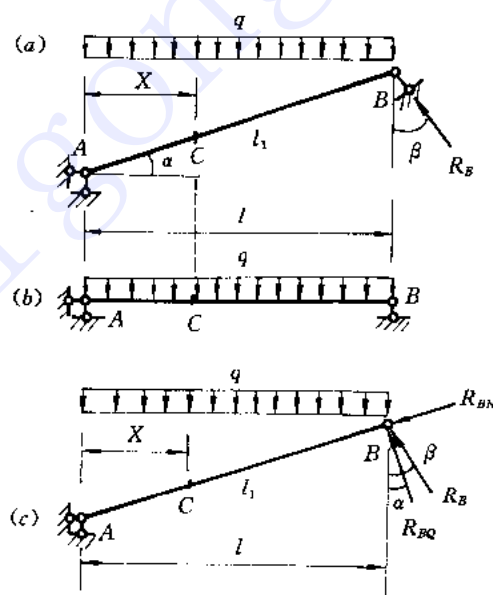 (a)
q
X
A
α
C
l₁
B
β
R_B
l
(b)
q
A
C
B
(c)
q
X
A
C
l₁
B
R_BN
β
α
R_B
R_BQ
l